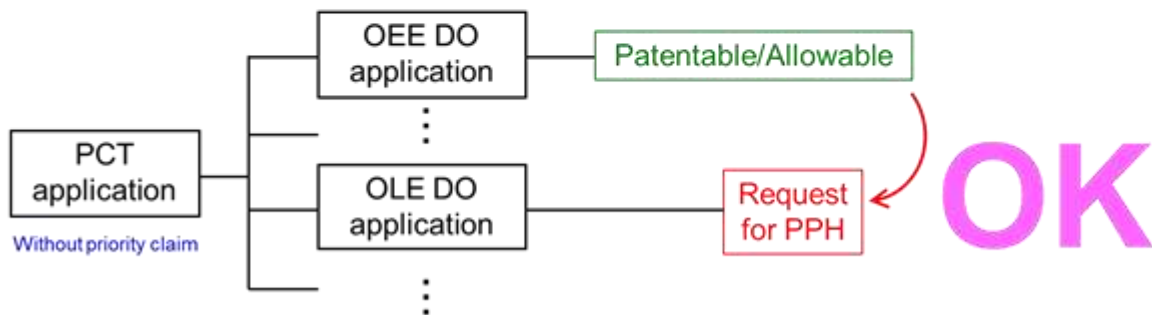 OEE DO
application
Patentable/Allowable
PCT
application
Without priority claim
OLE DO
application
Request
for PPH
OK